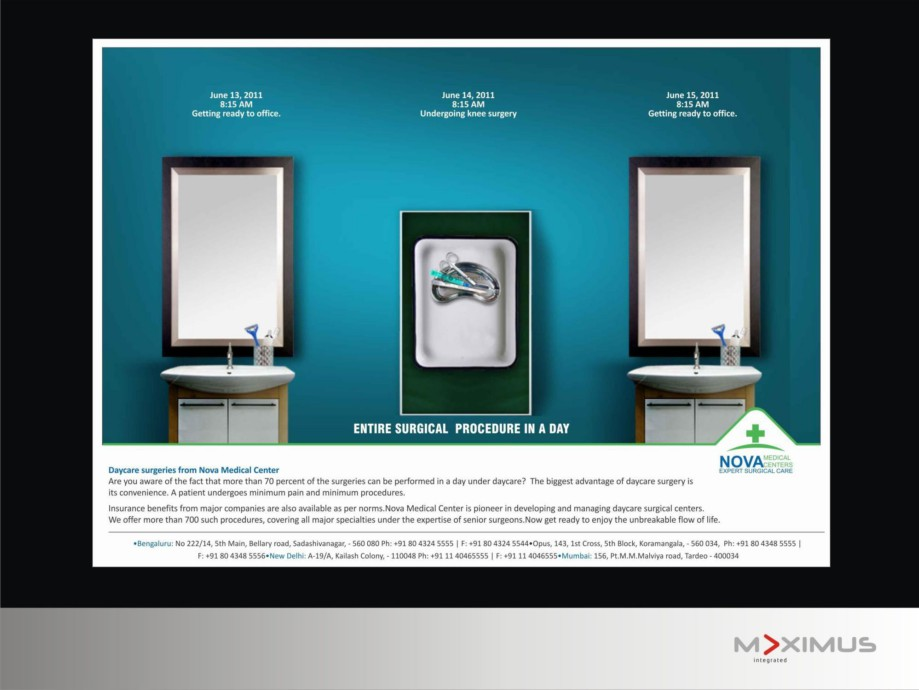 June 13, 2011
8:15 AM
Getting ready to office.
June 14, 2011
8:15 AM
Undergoing knee surgery
June 15, 2011
8:15 AM
Getting ready to office.
ENTIRE SURGICAL PROCEDURE IN A DAY
NOVA MEDICAL CENTERS
EXPERT SURGICAL CARE
Daycare surgeries from Nova Medical Center
Are you aware of the fact that more than 70 percent of the surgeries can be performed in a day under daycare? The biggest advantage of daycare surgery is
its convenience. A patient undergoes minimum pain and minimum procedures.
Insurance benefits from major companies are also available as per norms.Nova Medical Center is pioneer in developing and managing daycare surgical centers.
We offer more than 700 such procedures, covering all major specialties under the expertise of senior surgeons.Now get ready to enjoy the unbreakable flow of life.
•Bengaluru: No 222/14, 5th Main, Bellary road, Sadashivanagar, - 560 080 Ph: +91 80 4324 5555 | F: +91 80 4324 5544•Opus, 143, 1st Cross, 5th Block, Koramangala, - 560 034, Ph: +91 80 4348 5555 |
F: +91 80 4348 5556•New Delhi: A-19/A, Kailash Colony, - 110048 Ph: +91 11 40465555 | F: +91 11 4046555•Mumbai: 156, Pt.M.M.Malviya road, Tardeo - 400034
MAXIMUS
integrated